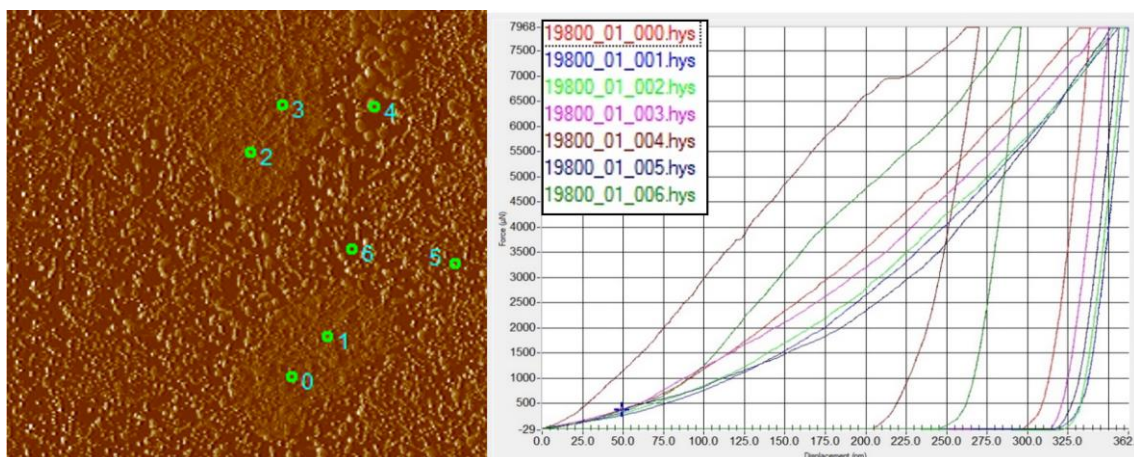 3
4
2
6
5
1
0
19800_01_000.hys
19800_01_001.hys
19800_01_002.hys
19800_01_003.hys
19800_01_004.hys
19800_01_005.hys
19800_01_006.hys
7968
7500
7000
6500
6000
5500
5000
4500
4000
3500
3000
2500
2000
1500
1000
500
-29
Force (µN)
0.0 25.0 50.0 75.0 100.0 125.0 150.0 175.0 200.0 225.0 250.0 275.0 300.0 325.0 362
Displacement (nm)